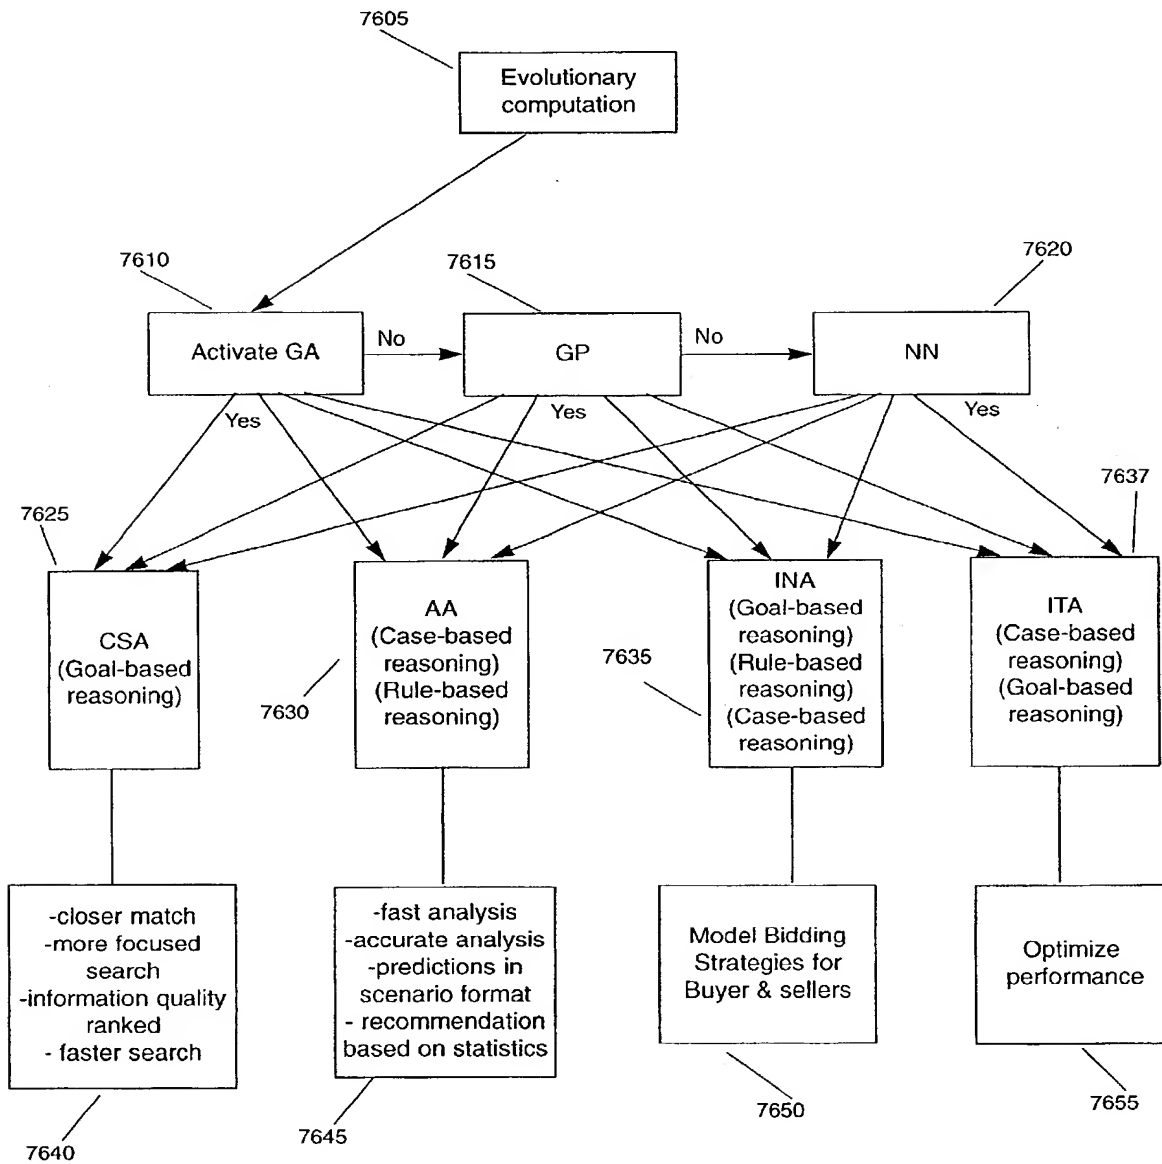 7605
Evolutionary
computation
7610
7615
7620
Activate GA
No
GP
No
NN
Yes
Yes
Yes
7625
7637
CSA
(Goal-based
reasoning)
AA
(Case-based
reasoning)
(Rule-based
reasoning)
7630
INA
(Goal-based
reasoning)
(Rule-based
reasoning)
(Case-based
reasoning)
7635
ITA
(Case-based
reasoning)
(Goal-based
reasoning)
-closer match
-more focused
search
-information quality
ranked
- faster search
-fast analysis
-accurate analysis
-predictions in
scenario format
- recommendation
based on statistics
Model Bidding
Strategies for
Buyer & sellers
Optimize
performance
7640
7645
7650
7655